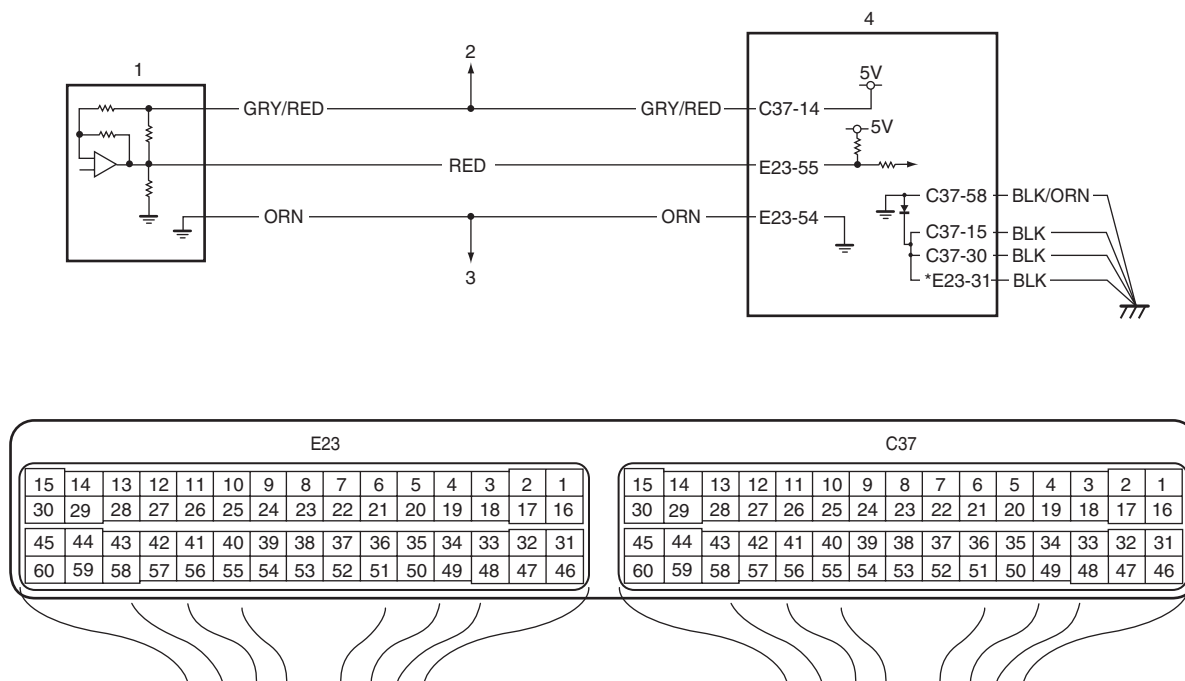 4
2
1
5V
GRY/RED GRY/RED C37-14
5V
RED E23-55
C37-58 BLK/ORN
ORN ORN E23-54
C37-15 BLK
C37-30 BLK
3
*E23-31 BLK
E23 C37
15 14 13 12 11 10 9 8 7 6 5 4 3 2 1 15 14 13 12 11 10 9 8 7 6 5 4 3 2 1
30 29 28 27 26 25 24 23 22 21 20 19 18 17 16 30 29 28 27 26 25 24 23 22 21 20 19 18 17 16
45 44 43 42 41 40 39 38 37 36 35 34 33 32 31 45 44 43 42 41 40 39 38 37 36 35 34 33 32 31
60 59 58 57 56 55 54 53 52 51 50 49 48 47 46 60 59 58 57 56 55 54 53 52 51 50 49 48 47 46